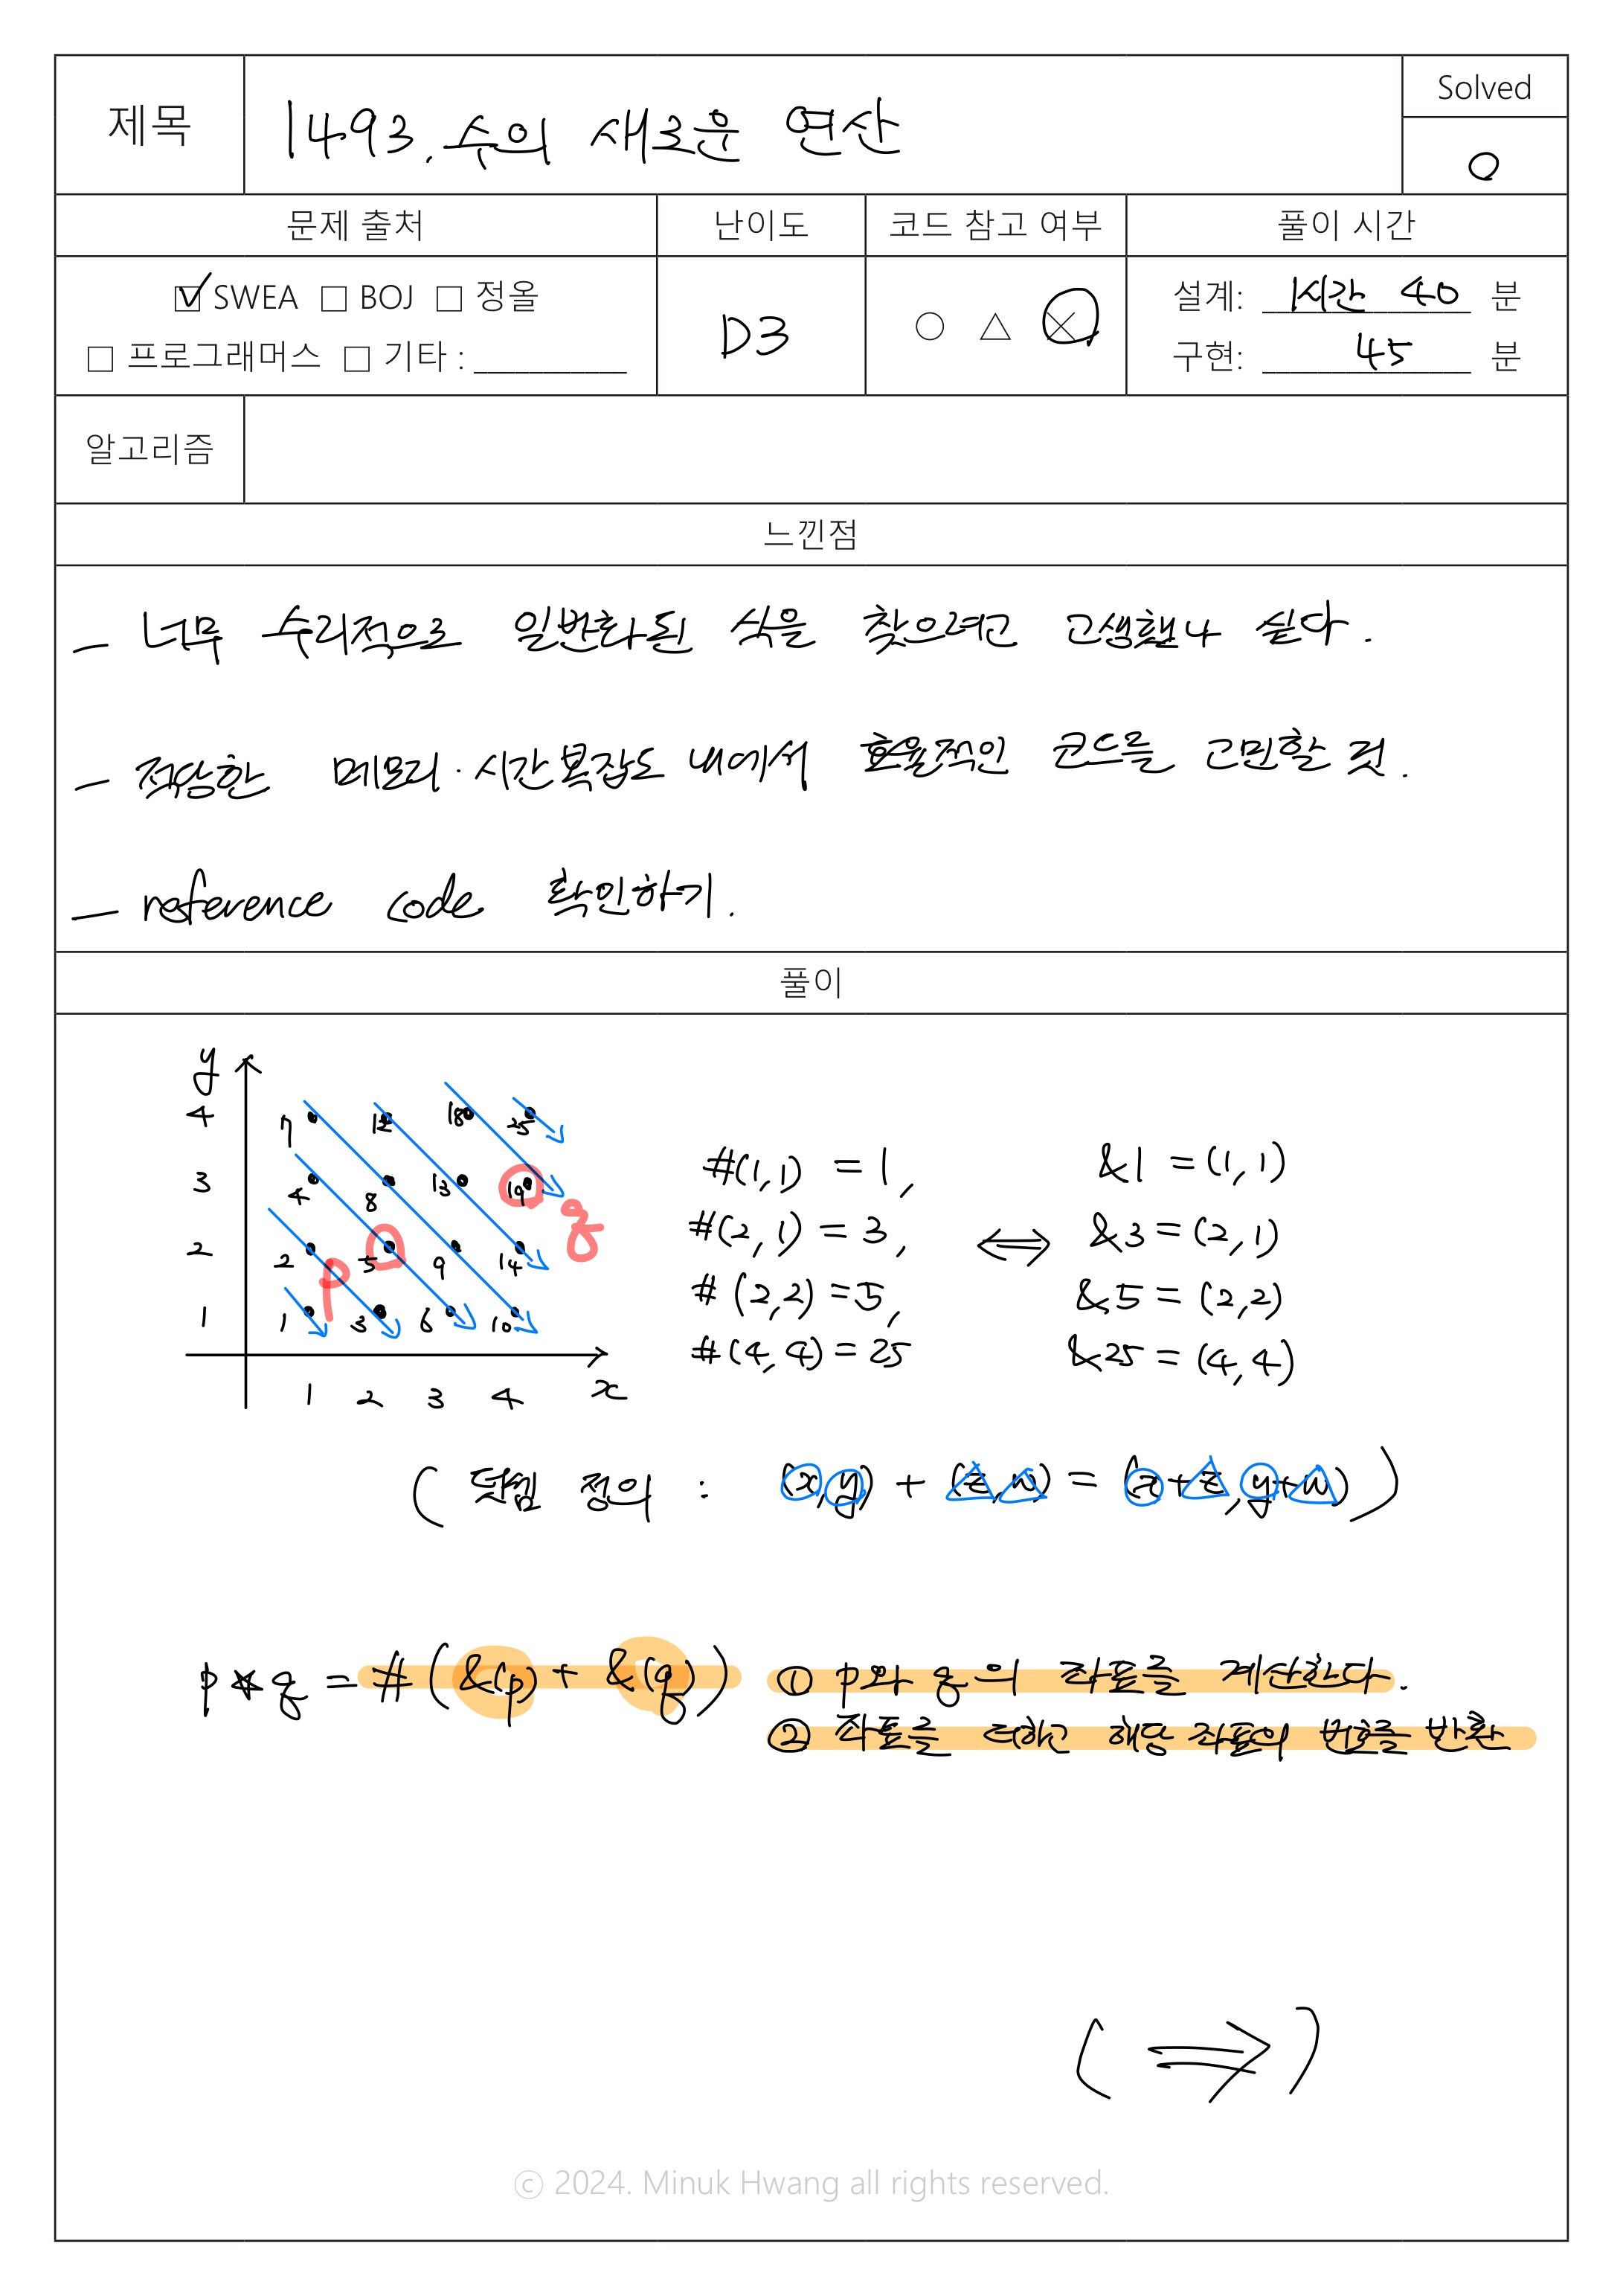 제목
1493. 수의 새로운 연산
Solved
O
문제 출처
난이도
코드 참고 여부
풀이 시간
☑ SWEA □ BOJ □ 정올
□ 프로그래머스 □ 기타 : __________
D3
○ △ ✕
설계: 1시간 40 분
구현: 45 분
알고리즘
느낀점
- 너무 수리적으로 일반화된 식을 찾으려고 고생했나 싶다.
- 적당한 메모리·시간복잡도 내에서 효율적인 코드를 고민할 것.
- reference code 확인하기.
풀이
y
4 7 12 18 25
3 4 8 13 19 q
2 2 p 5 9 14
1 1 3 6 10
1 2 3 4 x
#(1,1) = 1, &1 = (1,1)
#(2,1) = 3, ⟺ &3 = (2,1)
#(2,2) = 5, &5 = (2,2)
#(4,4) = 25 &25 = (4,4)
( 덧셈 정의 : (x,y) + (z,w) = (x+z,y+w) )
p★q = #(&(p) + &(q)) ① p와 q의 좌표를 계산한다.
② 좌표를 더하고 해당 좌표의 번호를 반환
( ⇒ )
ⓒ 2024. Minuk Hwang all rights reserved.